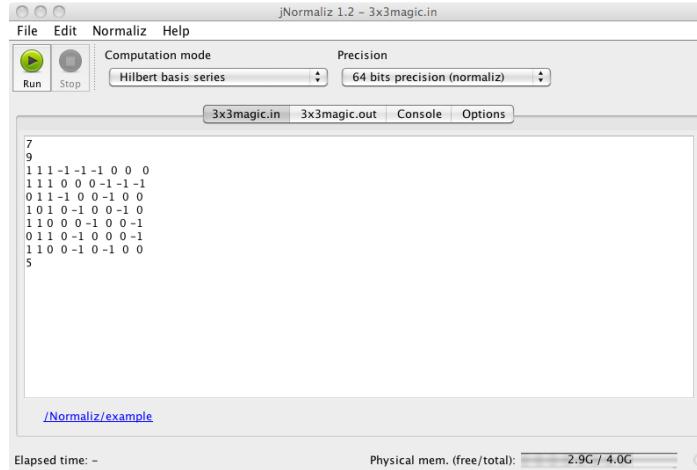 jNormaliz 1.2 – 3x3magic.in
File Edit Normaliz Help
Computation mode Precision
Run Stop Hilbert basis series 64 bits precision (normaliz)
3x3magic.in 3x3magic.out Console Options
7
9
1 1 1 -1 -1 -1 0 0 0
1 1 1 0 0 0 -1 -1 -1
0 1 1 -1 0 0 -1 0 0
1 0 1 0 -1 0 0 -1 0
1 1 0 0 0 -1 0 0 -1
0 1 1 0 -1 0 0 0 -1
1 1 0 0 -1 0 -1 0 0
5
/Normaliz/example
Elapsed time: – Physical mem. (free/total): 2.9G / 4.0G